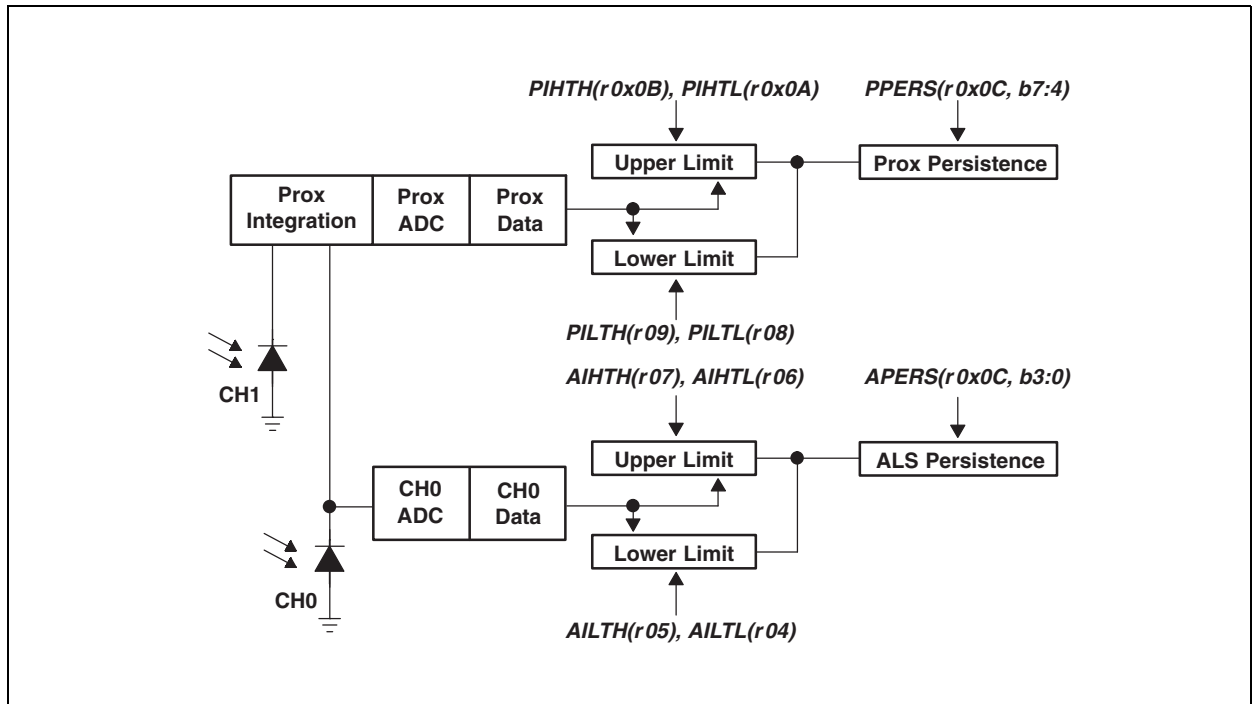 PIHTH(r0x0B), PIHTL(r0x0A)
PPERS(r0x0C, b7:4)
Upper Limit
Prox Persistence
Prox
Integration
Prox
ADC
Prox
Data
Lower Limit
PILTH(r09), PILTL(r08)
CH1
AIHTH(r07), AIHTL(r06)
APERS(r0x0C, b3:0)
Upper Limit
ALS Persistence
CH0
ADC
CH0
Data
Lower Limit
CH0
AILTH(r05), AILTL(r04)